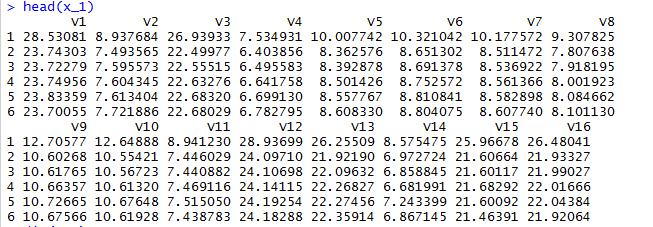 > head(x_1)
v1 v2 v3 v4 v5 v6 v7 v8
1 28.53081 8.937684 26.93933 7.534931 10.007742 10.321042 10.177572 9.307825
2 23.74303 7.493565 22.49977 6.403856 8.362576 8.651302 8.511472 7.807638
3 23.72279 7.595573 22.55515 6.495583 8.392878 8.691378 8.536922 7.918195
4 23.74956 7.604345 22.63276 6.641758 8.501426 8.752572 8.561366 8.001923
5 23.83359 7.613404 22.68320 6.699130 8.557767 8.810841 8.582898 8.084662
6 23.70055 7.721886 22.68029 6.782795 8.608330 8.804075 8.607740 8.101130
v9 v10 v11 v12 v13 v14 v15 v16
1 12.70577 12.64888 8.941230 28.93699 26.25509 8.575475 25.96678 26.48041
2 10.60268 10.55421 7.446029 24.09710 21.92190 6.972724 21.60664 21.93327
3 10.61765 10.56723 7.440882 24.10698 22.09632 6.858845 21.60117 21.99027
4 10.66357 10.61320 7.469116 24.14115 22.26827 6.681991 21.68292 22.01666
5 10.72665 10.67648 7.515050 24.19254 22.27456 7.243399 21.60092 22.04384
6 10.67566 10.61928 7.438783 24.18288 22.35914 6.867145 21.46391 21.92064